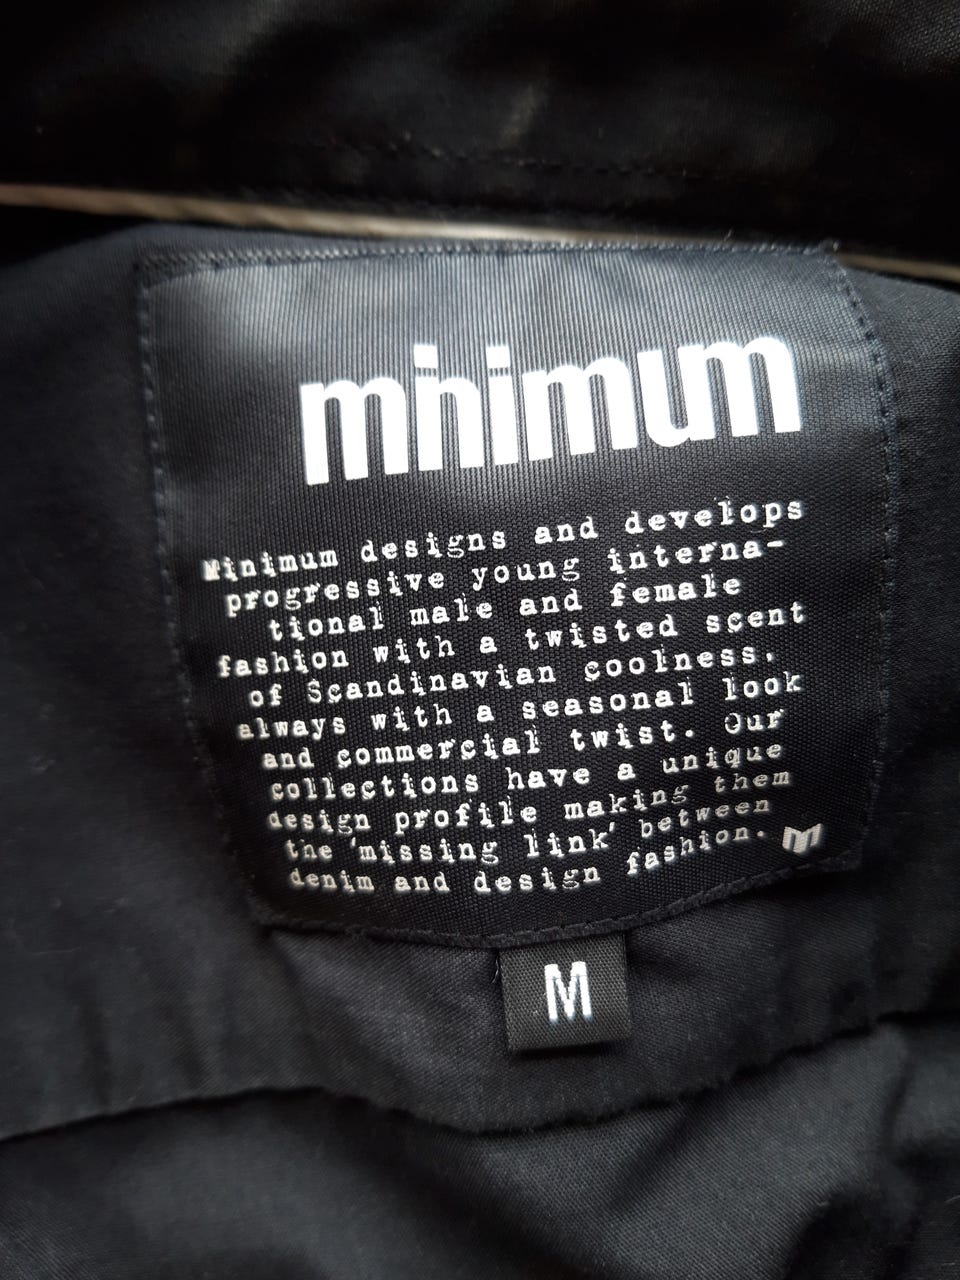 minimum
Minimum designs and develops
progressive young interna-
tional male and female
fashion with a twisted scent
of Scandinavian coolness,
always with a seasonal look
and commercial twist. Our
collections have a unique
design profile making them
the 'missing link' between
denim and design fashion.
m
M